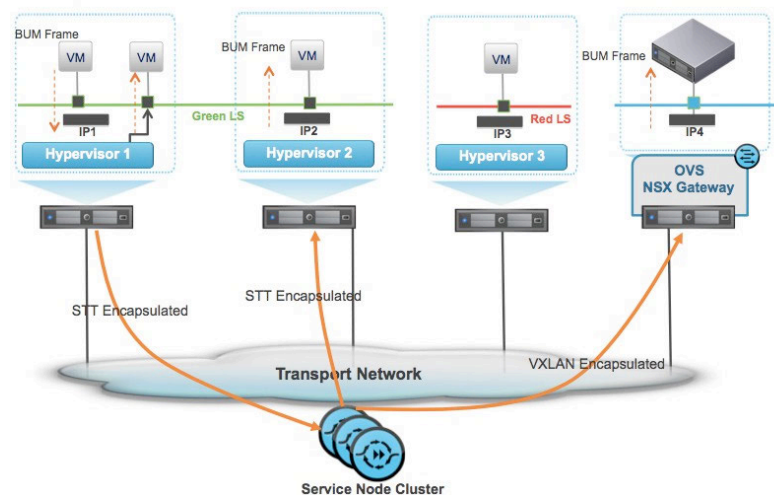 BUM Frame
VM
VM
BUM Frame
VM
VM
BUM Frame
IP1
Green LS
IP2
IP3
Red LS
IP4
Hypervisor 1
Hypervisor 2
Hypervisor 3
OVS
NSX Gateway
STT Encapsulated
STT Encapsulated
VXLAN Encapsulated
Transport Network
Service Node Cluster